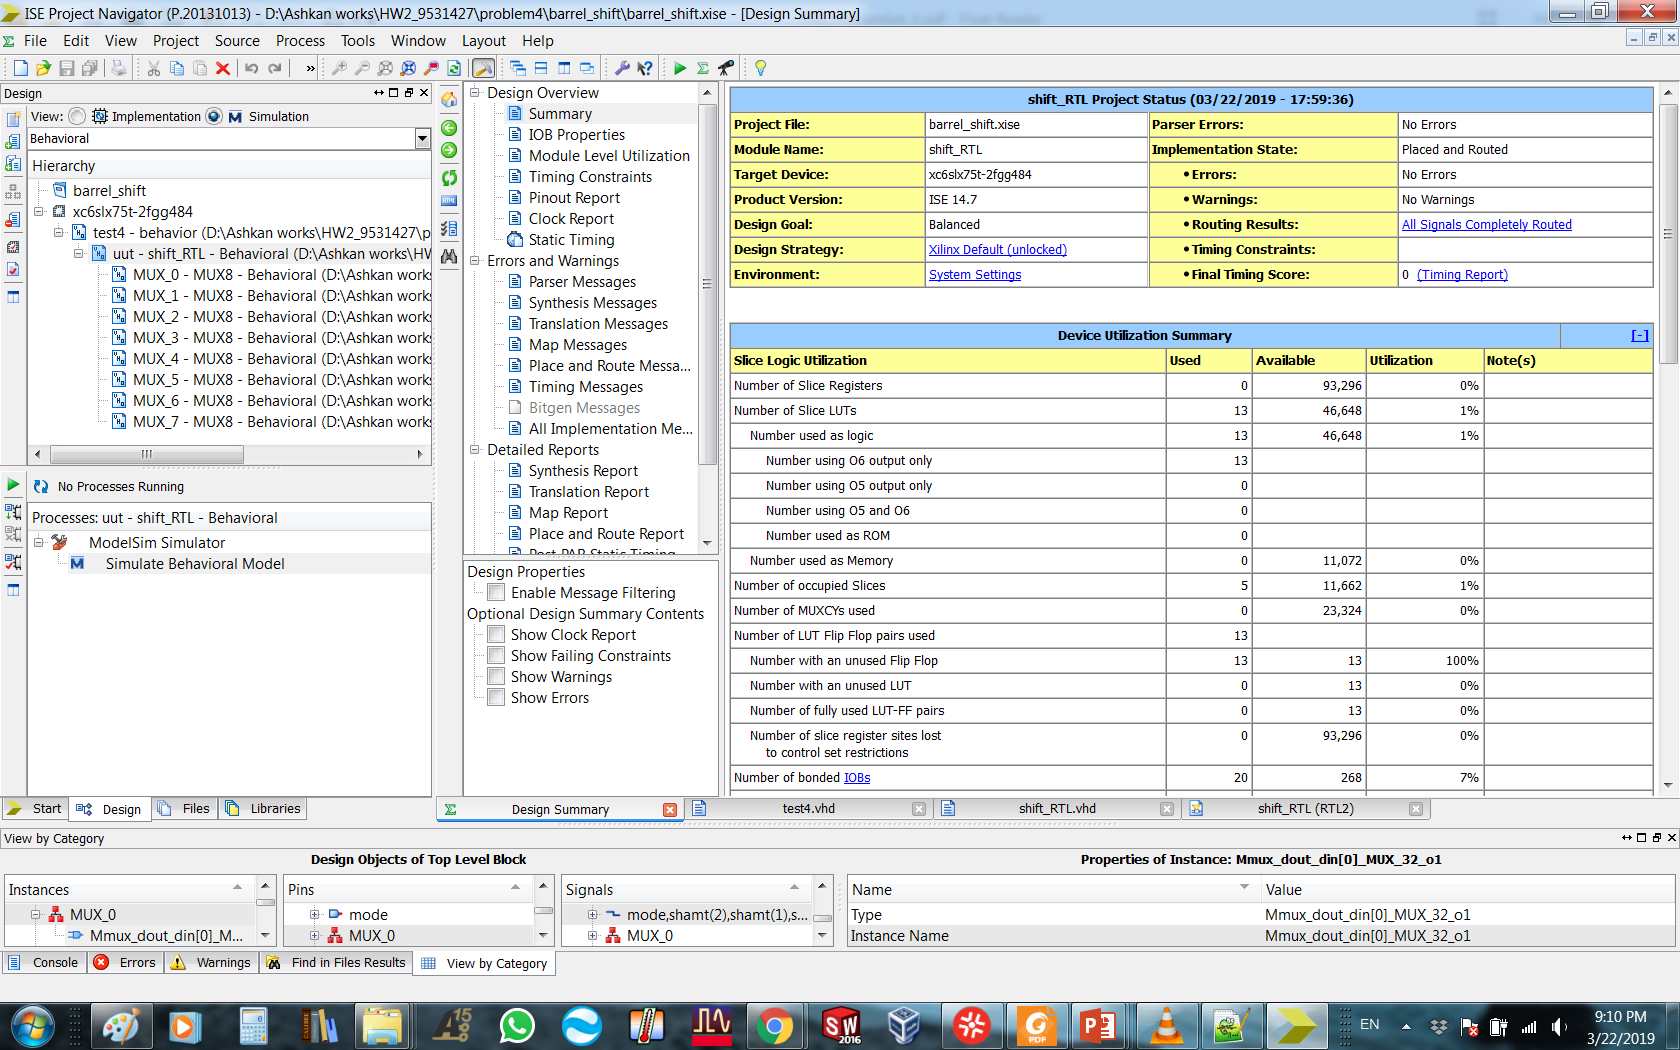 ISE Project Navigator (P.20131013) - D:\Ashkan works\HW2_9531427\problem4\barrel_shift\barrel_shift.xise - [Design Summary]
File Edit View Project Source Process Tools Window Layout Help
Design
View: Implementation Simulation
Behavioral
Hierarchy
barrel_shift
xc6slx75t-2fgg484
test4 - behavior (D:\Ashkan works\HW2_9531427\p
uut - shift_RTL - Behavioral (D:\Ashkan works\HW
MUX_0 - MUX8 - Behavioral (D:\Ashkan works
MUX_1 - MUX8 - Behavioral (D:\Ashkan works
MUX_2 - MUX8 - Behavioral (D:\Ashkan works
MUX_3 - MUX8 - Behavioral (D:\Ashkan works
MUX_4 - MUX8 - Behavioral (D:\Ashkan works
MUX_5 - MUX8 - Behavioral (D:\Ashkan works
MUX_6 - MUX8 - Behavioral (D:\Ashkan works
MUX_7 - MUX8 - Behavioral (D:\Ashkan works
No Processes Running
Processes: uut - shift_RTL - Behavioral
ModelSim Simulator
Simulate Behavioral Model
Start Design Files Libraries
Design Overview
Summary
IOB Properties
Module Level Utilization
Timing Constraints
Pinout Report
Clock Report
Static Timing
Errors and Warnings
Parser Messages
Synthesis Messages
Translation Messages
Map Messages
Place and Route Messa...
Timing Messages
Bitgen Messages
All Implementation Me...
Detailed Reports
Synthesis Report
Translation Report
Map Report
Place and Route Report
Post-PAR Static Timing
Design Properties
Enable Message Filtering
Optional Design Summary Contents
Show Clock Report
Show Failing Constraints
Show Warnings
Show Errors
shift_RTL Project Status (03/22/2019 - 17:59:36)
Project File: barrel_shift.xise Parser Errors: No Errors
Module Name: shift_RTL Implementation State: Placed and Routed
Target Device: xc6slx75t-2fgg484 •Errors: No Errors
Product Version: ISE 14.7 •Warnings: No Warnings
Design Goal: Balanced •Routing Results: All Signals Completely Routed
Design Strategy: Xilinx Default (unlocked) •Timing Constraints:
Environment: System Settings •Final Timing Score: 0 (Timing Report)
Device Utilization Summary [-]
Slice Logic Utilization Used Available Utilization Note(s)
Number of Slice Registers 0 93,296 0%
Number of Slice LUTs 13 46,648 1%
Number used as logic 13 46,648 1%
Number using O6 output only 13
Number using O5 output only 0
Number using O5 and O6 0
Number used as ROM 0
Number used as Memory 0 11,072 0%
Number of occupied Slices 5 11,662 1%
Number of MUXCYs used 0 23,324 0%
Number of LUT Flip Flop pairs used 13
Number with an unused Flip Flop 13 13 100%
Number with an unused LUT 0 13 0%
Number of fully used LUT-FF pairs 0 13 0%
Number of slice register sites lost 0 93,296 0%
to control set restrictions
Number of bonded IOBs 20 268 7%
Design Summary test4.vhd shift_RTL.vhd shift_RTL (RTL2)
View by Category
Design Objects of Top Level Block Properties of Instance: Mmux_dout_din[0]_MUX_32_o1
Instances Pins Signals Name Value
MUX_0 mode mode,shamt(2),shamt(1),s... Type Mmux_dout_din[0]_MUX_32_o1
Mmux_dout_din[0]_M... MUX_0 MUX_0 Instance Name Mmux_dout_din[0]_MUX_32_o1
Console Errors Warnings Find in Files Results View by Category
15
SW
2016
PDF
EN
9:10 PM
3/22/2019